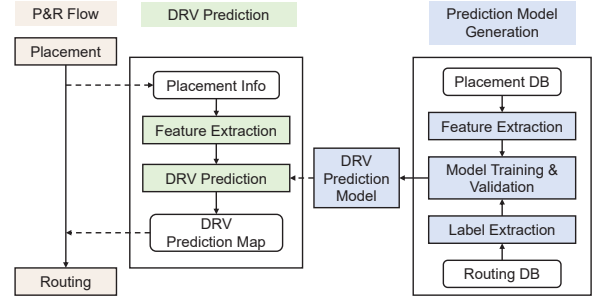 P&R Flow
DRV Prediction
Prediction Model
Generation
Placement
Placement Info
Feature Extraction
DRV Prediction
DRV
Prediction Map
Routing
DRV
Prediction
Model
Placement DB
Feature Extraction
Model Training &
Validation
Label Extraction
Routing DB